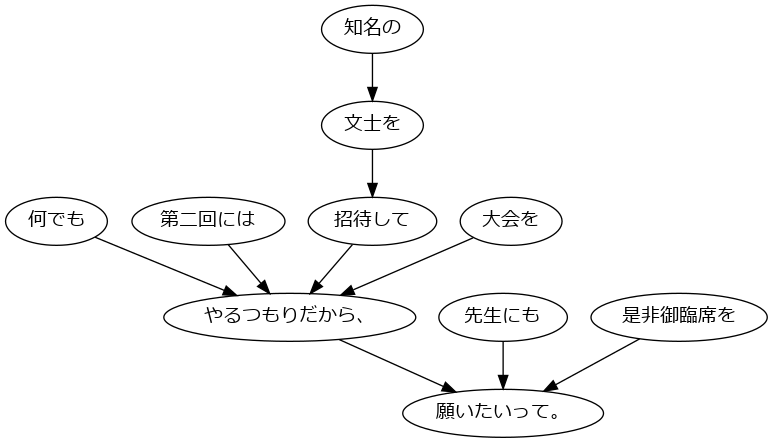 知名の
文士を
何でも
第二回には
招待して
大会を
やるつもりだから、
先生にも
是非御臨席を
願いたいって。